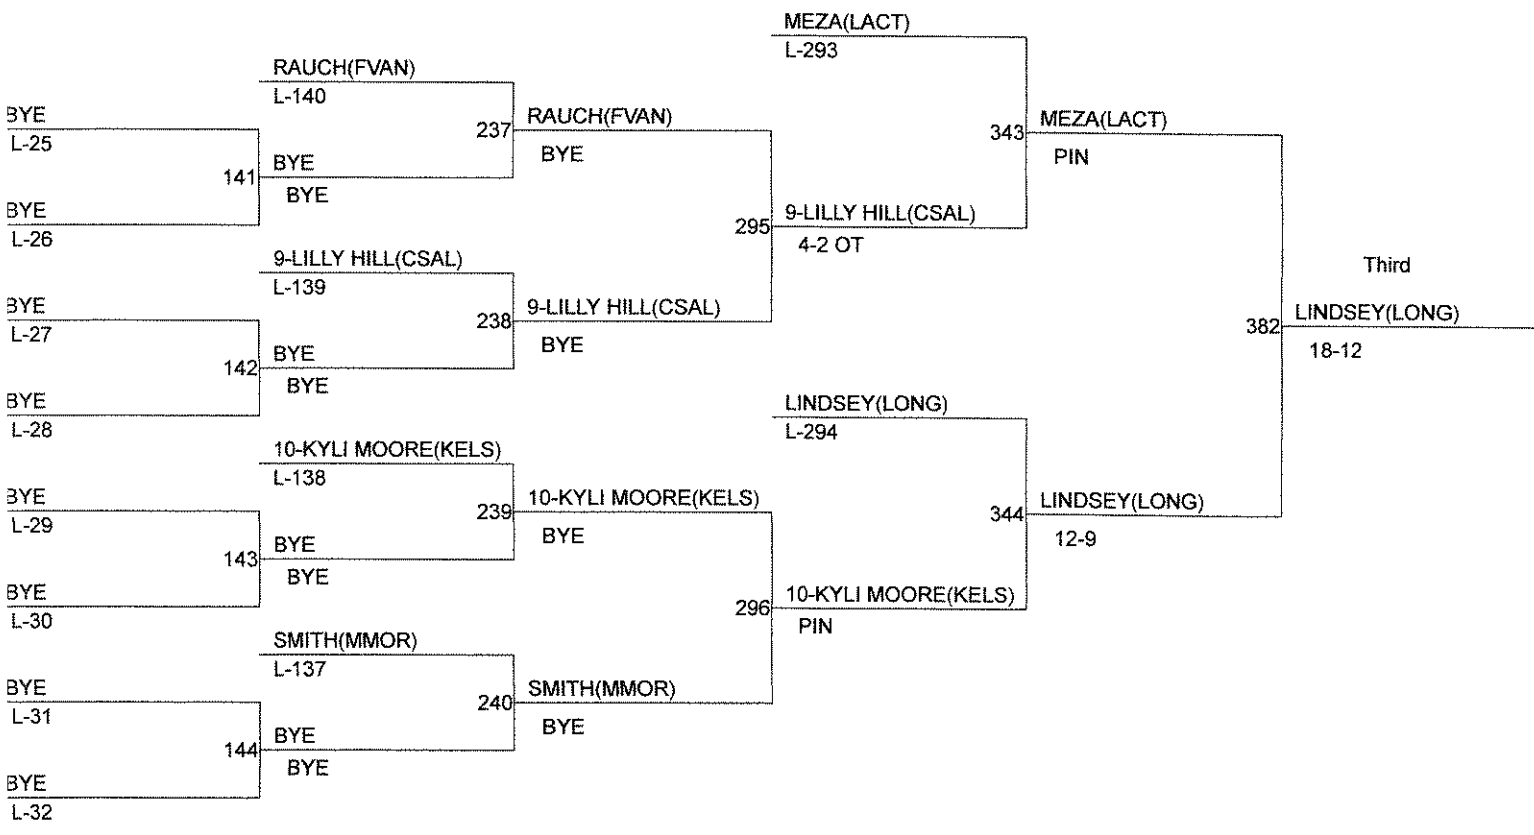 MEZA(LACT)
L-293
RAUCH(FVAN)
L-140
BYE
L-25
237
RAUCH(FVAN)
BYE
343
MEZA(LACT)
PIN
141
BYE
BYE
BYE
L-26
295
9-LILLY HILL(CSAL)
4-2 OT
9-LILLY HILL(CSAL)
L-139
Third
BYE
L-27
238
9-LILLY HILL(CSAL)
BYE
382
LINDSEY(LONG)
18-12
142
BYE
BYE
BYE
L-28
LINDSEY(LONG)
L-294
10-KYLI MOORE(KELS)
L-138
BYE
L-29
239
10-KYLI MOORE(KELS)
BYE
344
LINDSEY(LONG)
12-9
143
BYE
BYE
BYE
L-30
296
10-KYLI MOORE(KELS)
PIN
SMITH(MMOR)
L-137
BYE
L-31
240
SMITH(MMOR)
BYE
144
BYE
BYE
BYE
L-32